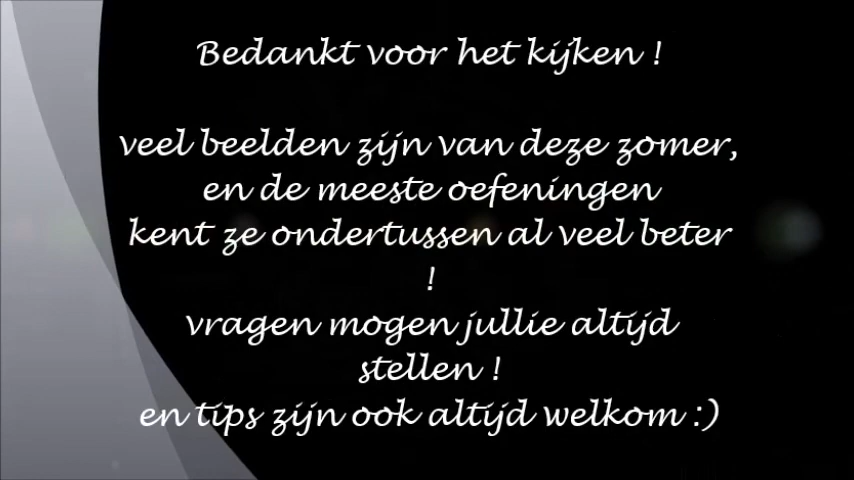 Bedankt voor het kijken !
veel beelden zijn van deze zomer,
en de meeste oefeningen
kent ze ondertussen al veel beter
!
vragen mogen jullie altijd
stellen !
en tips zijn ook altijd welkom :)